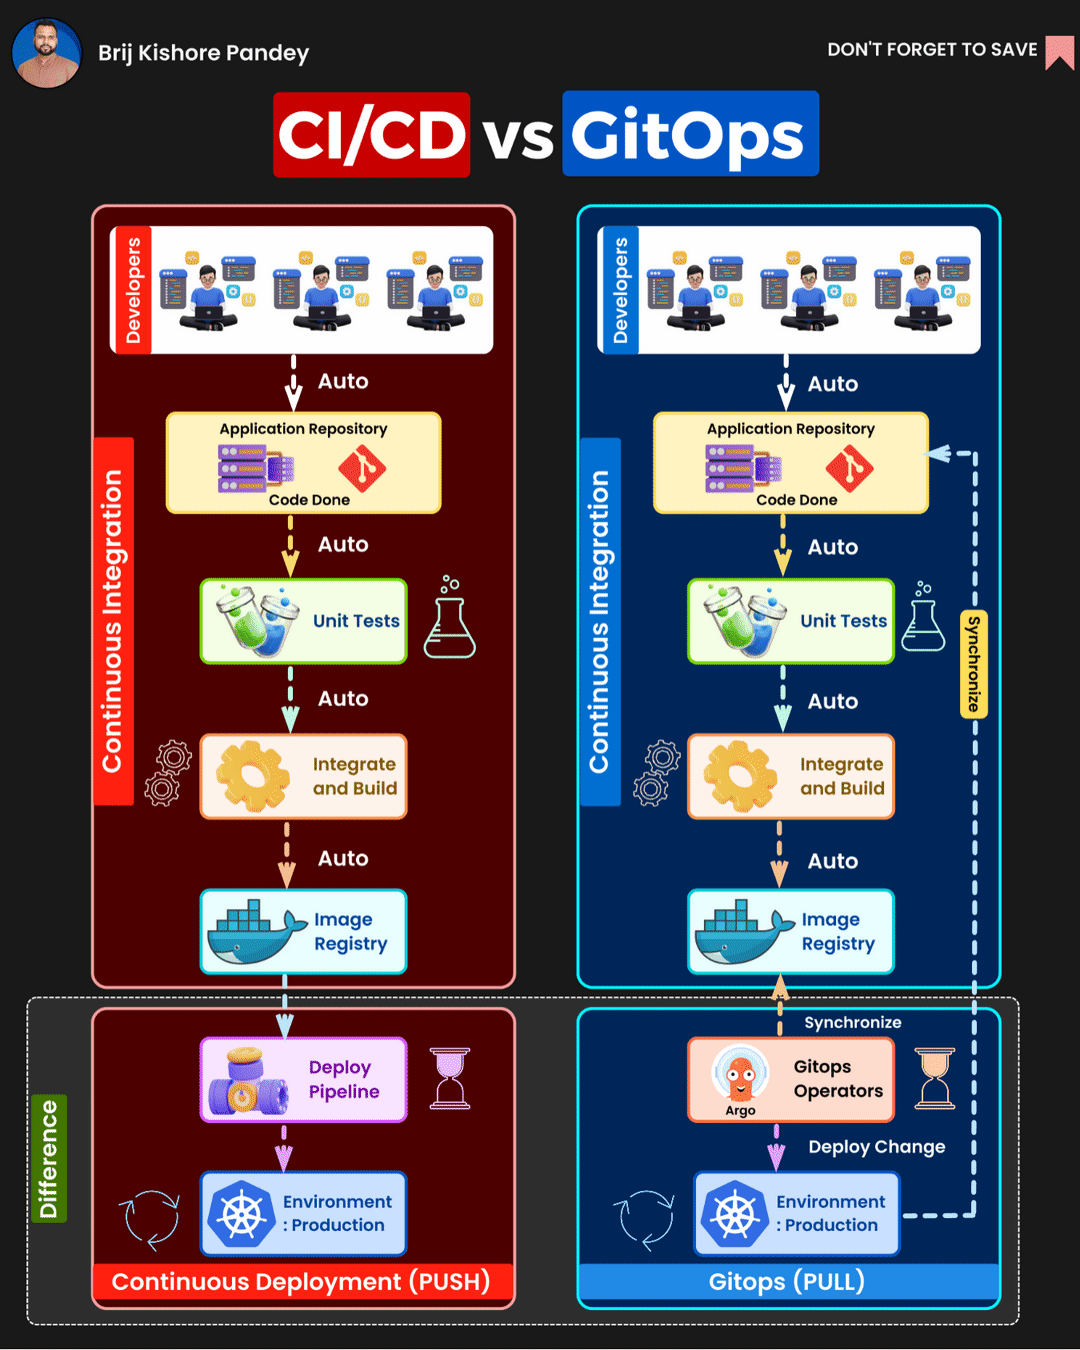 Brij Kishore Pandey
DON'T FORGET TO SAVE
CI/CD vs GitOps
Developers
Auto
Application Repository
Code Done
Auto
Unit Tests
Auto
Integrate
and Build
Auto
Image
Registry
Continuous Integration
Deploy
Pipeline
Environment
: Production
Continuous Deployment (PUSH)
Difference
Developers
Auto
Application Repository
Code Done
Auto
Unit Tests
Auto
Integrate
and Build
Auto
Image
Registry
Continuous Integration
Synchronize
Synchronize
Gitops
Operators
Argo
Deploy Change
Environment
: Production
Gitops (PULL)